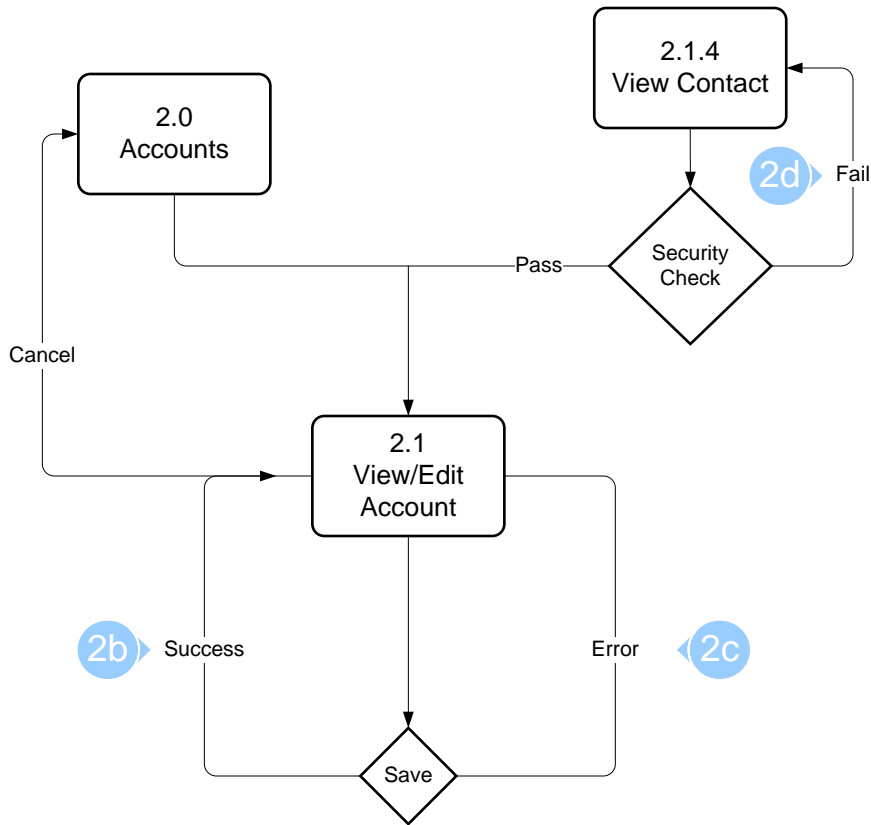 2.1.4
View Contact
2.0
Accounts
2d
Fail
Security
Check
Pass
Cancel
2.1
View/Edit
Account
2b
Success
Error
2c
Save